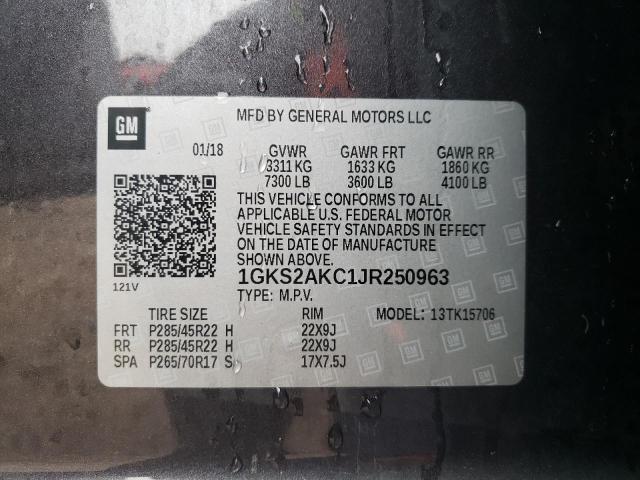 GM
MFD BY GENERAL MOTORS LLC
01/18 GVWR GAWR FRT GAWR RR
3311 KG 1633 KG 1860 KG
7300 LB 3600 LB 4100 LB
THIS VEHICLE CONFORMS TO ALL
APPLICABLE U.S. FEDERAL MOTOR
VEHICLE SAFETY STANDARDS IN EFFECT
ON THE DATE OF MANUFACTURE
SHOWN ABOVE.
121V
1GKS2AKC1JR250963
TYPE: M.P.V.
TIRE SIZE RIM MODEL: 13TK15706
FRT P285/45R22 H 22X9J
RR P285/45R22 H 22X9J
SPA P265/70R17 S 17X7.5J